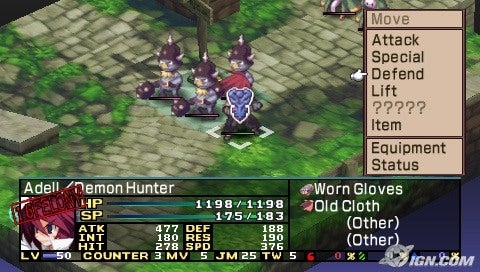 Move
Attack
Special
Defend
Lift
?????
Item
Equipment
Status
Adell/Demon Hunter
HP 1198/1198
SP 175/183
ATK 477 DEF 188
INT 180 RES 190
HIT 278 SPD 376
Worn Gloves
Old Cloth
(Other)
(Other)
LV 50 COUNTER 3 MV 5 JM 25 TW 6 0 % %
IGN.com